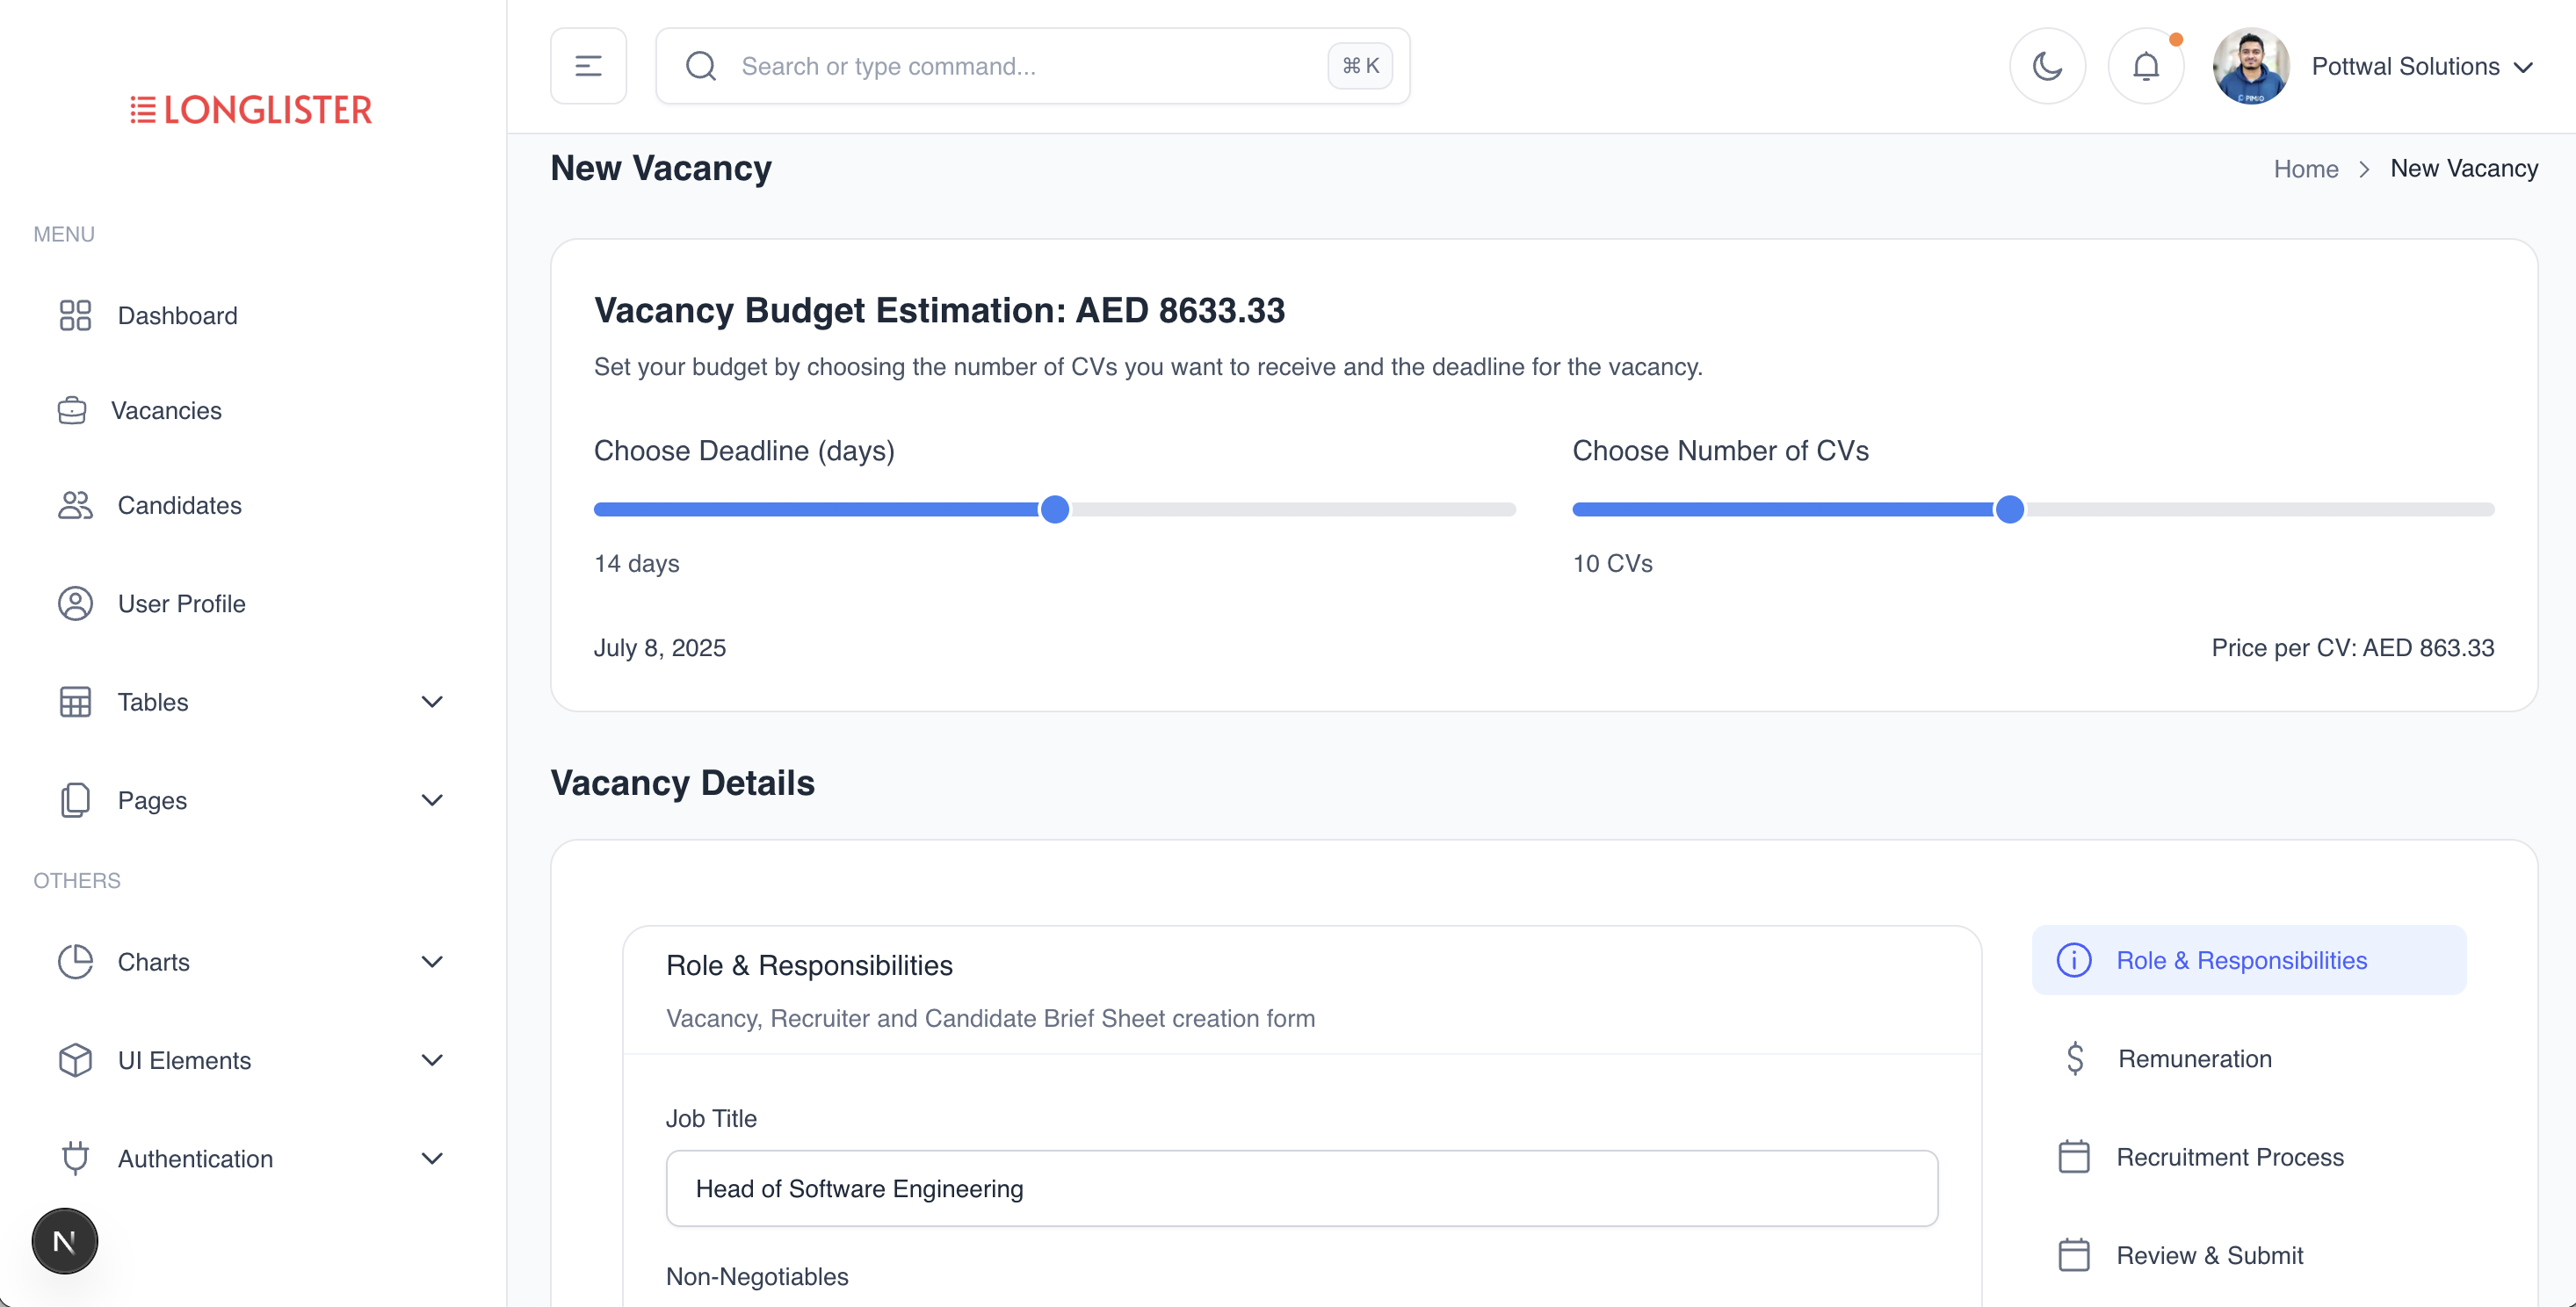 LONGLISTER
Search or type command...
⌘ K
Pottwal Solutions
MENU
Dashboard
Vacancies
Candidates
User Profile
Tables
Pages
OTHERS
Charts
UI Elements
Authentication
N
New Vacancy
Home > New Vacancy
Vacancy Budget Estimation: AED 8633.33
Set your budget by choosing the number of CVs you want to receive and the deadline for the vacancy.
Choose Deadline (days)
14 days
Choose Number of CVs
10 CVs
July 8, 2025
Price per CV: AED 863.33
Vacancy Details
Role & Responsibilities
Vacancy, Recruiter and Candidate Brief Sheet creation form
Job Title
Head of Software Engineering
Non-Negotiables
Role & Responsibilities
Remuneration
Recruitment Process
Review & Submit